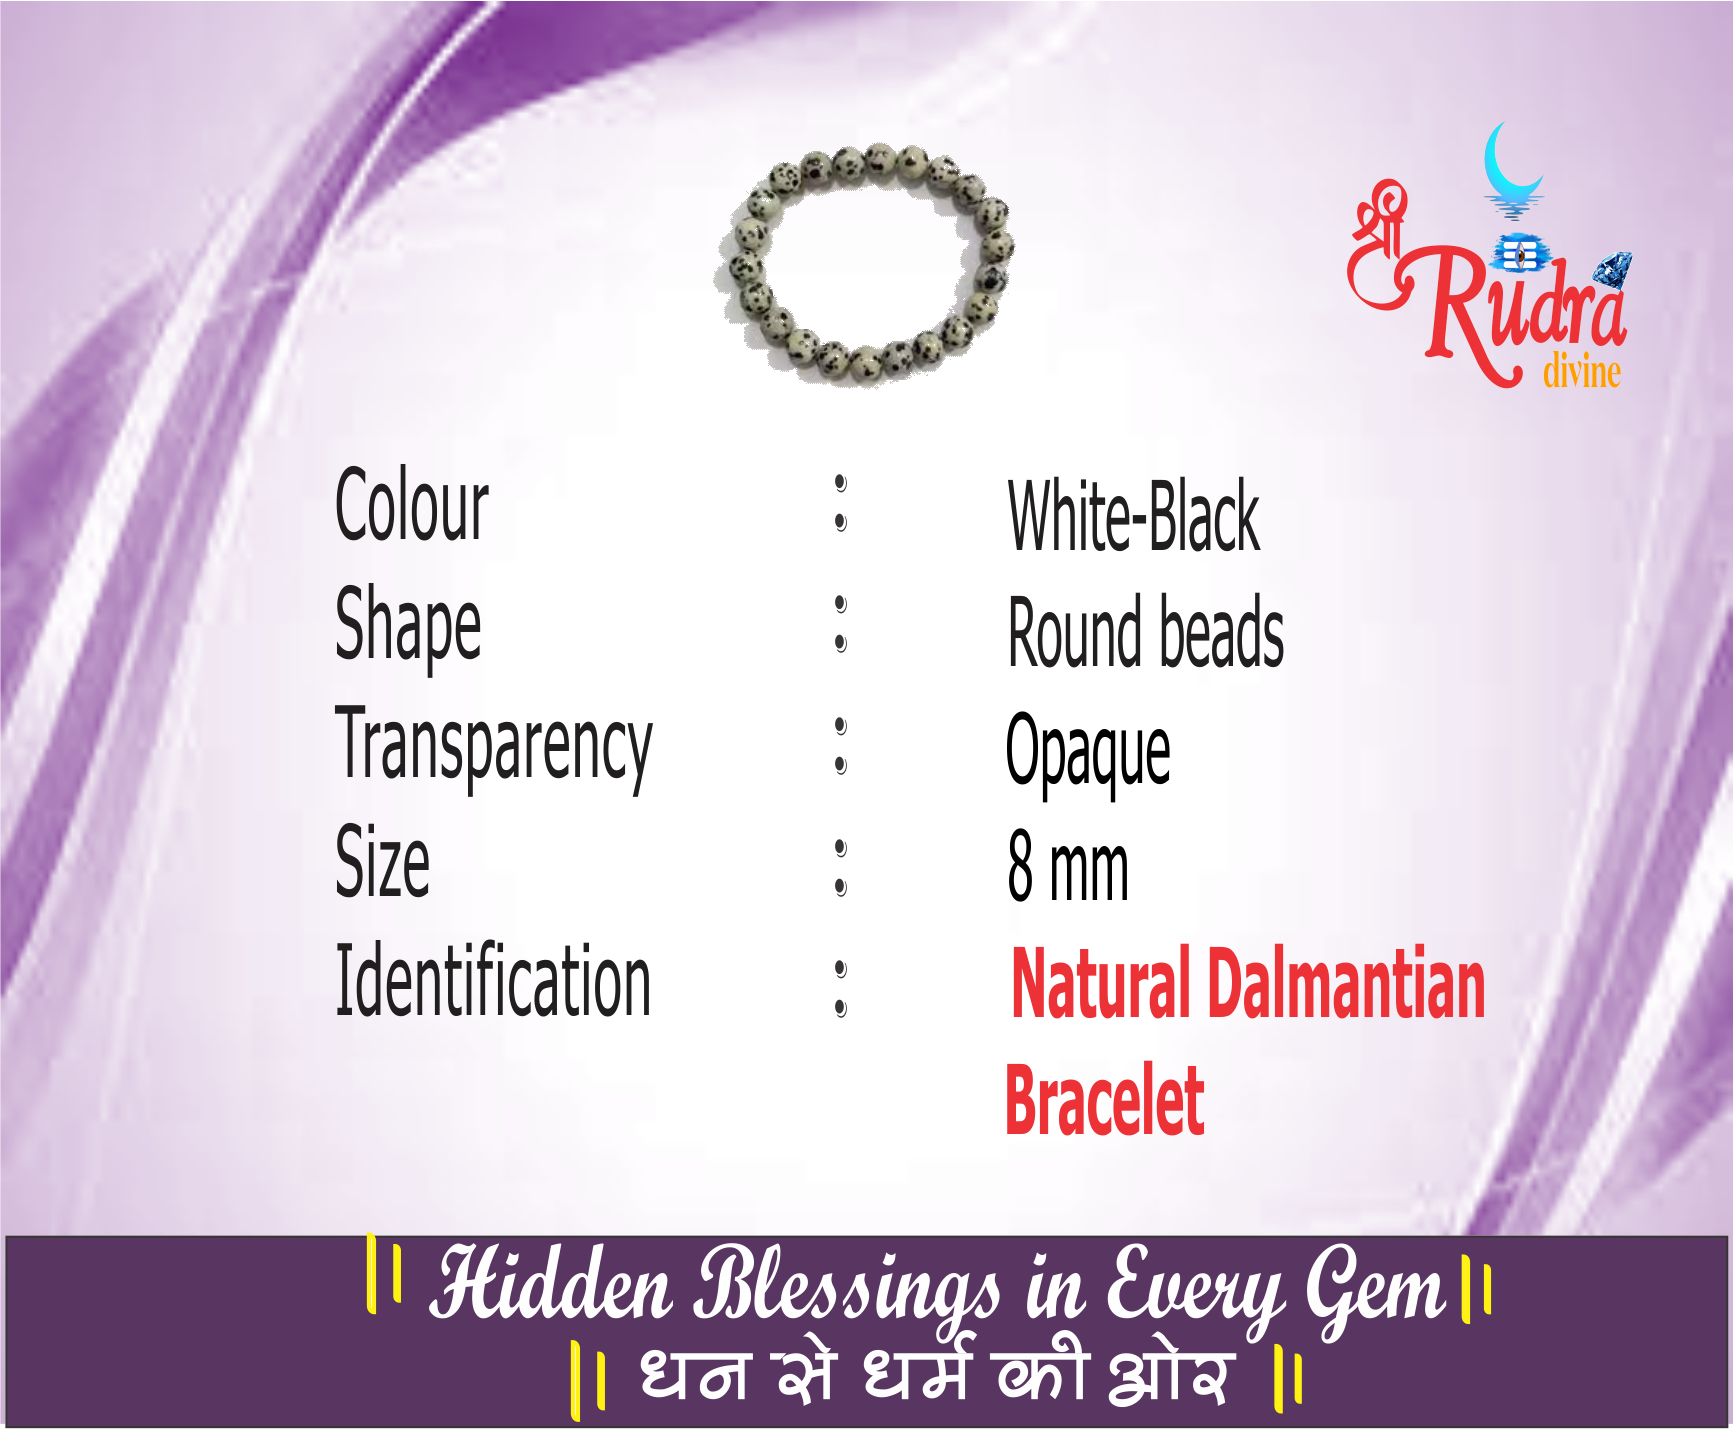 श्री
Rudra
divine
Colour : White-Black
Shape : Round beads
Transparency : Opaque
Size : 8 mm
Identification : Natural Dalmantian
Bracelet
|| Hidden Blessings in Every Gem ||
|| धन से धर्म की ओर ||